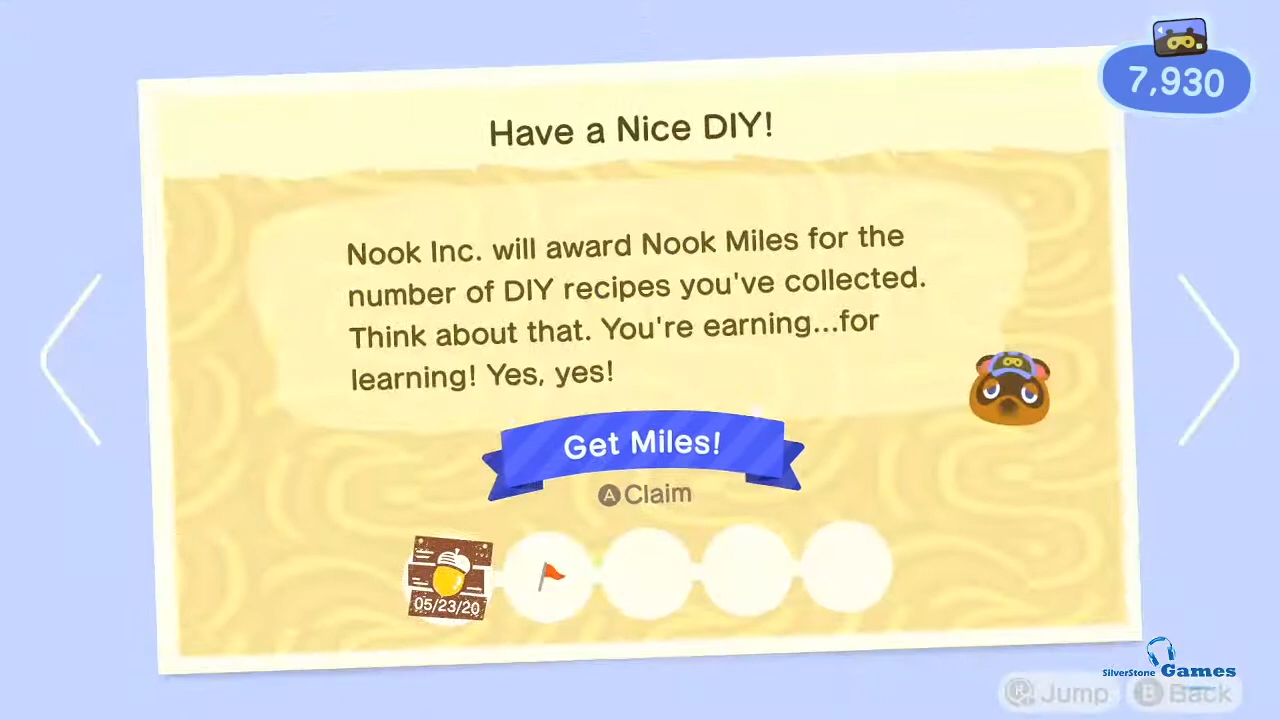 7,930
Have a Nice DIY!
Nook Inc. will award Nook Miles for the
number of DIY recipes you've collected.
Think about that. You're earning...for
learning! Yes, yes!
Get Miles!
A Claim
05/23/20
SilverStone Games
R Jump B Back